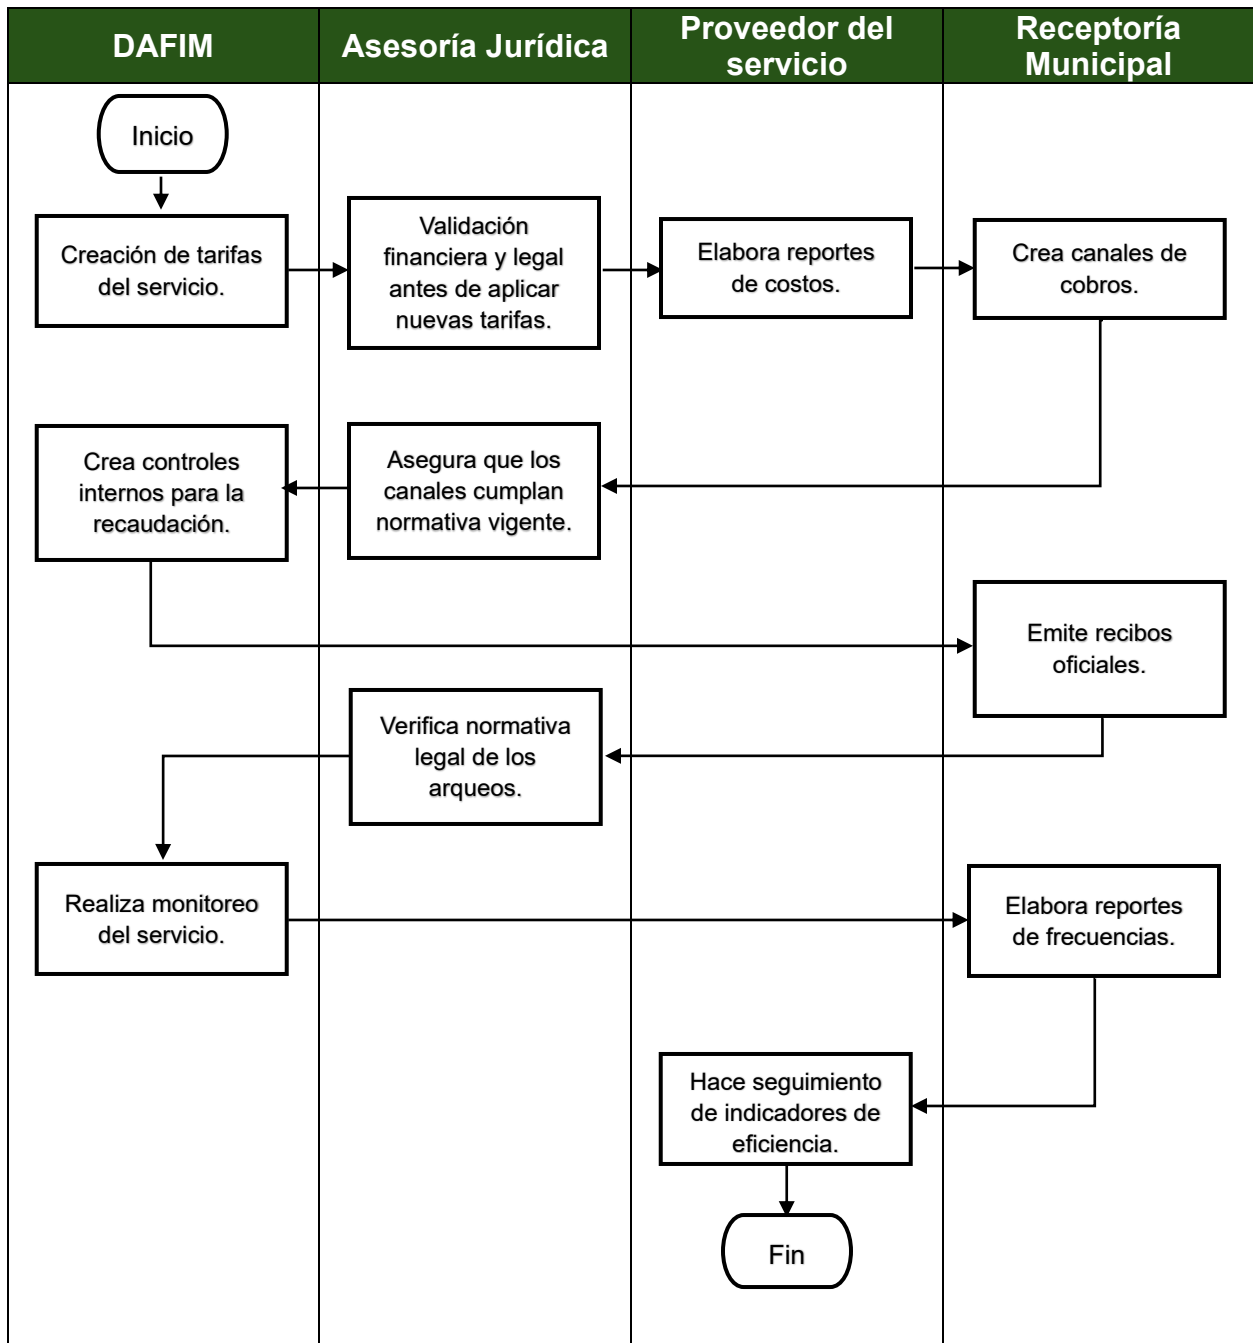 DAFIM
Asesoría Jurídica
Proveedor del
servicio
Receptoría
Municipal
Inicio
Creación de tarifas
del servicio.
Validación
financiera y legal
antes de aplicar
nuevas tarifas.
Elabora reportes
de costos.
Crea canales de
cobros.
Crea controles
internos para la
recaudación.
Asegura que los
canales cumplan
normativa vigente.
Emite recibos
oficiales.
Verifica normativa
legal de los
arqueos.
Realiza monitoreo
del servicio.
Elabora reportes
de frecuencias.
Hace seguimiento
de indicadores de
eficiencia.
Fin